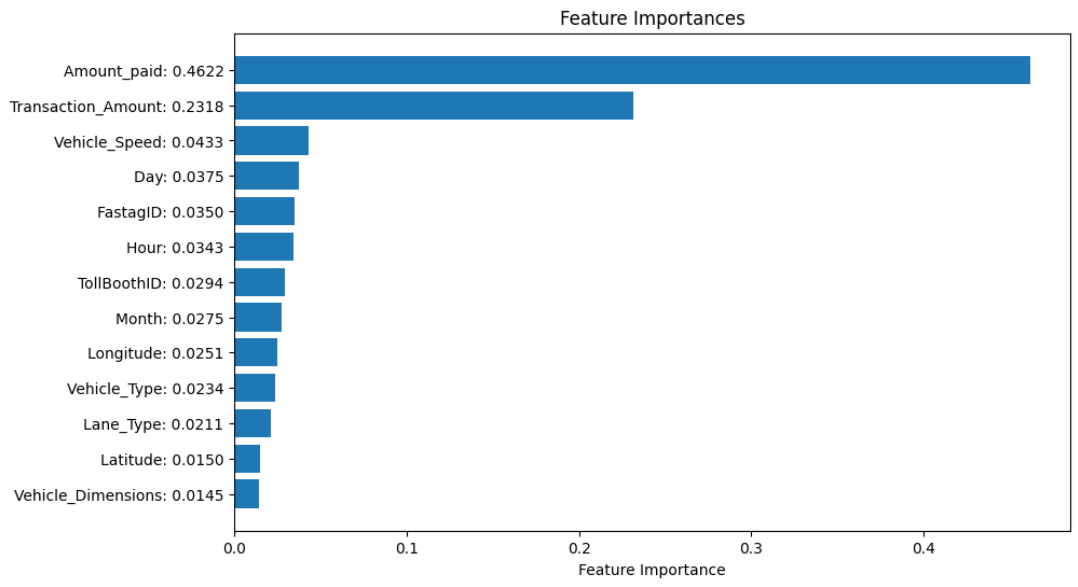 Feature Importances
Amount_paid: 0.4622
Transaction_Amount: 0.2318
Vehicle_Speed: 0.0433
Day: 0.0375
FastagID: 0.0350
Hour: 0.0343
TollBoothID: 0.0294
Month: 0.0275
Longitude: 0.0251
Vehicle_Type: 0.0234
Lane_Type: 0.0211
Latitude: 0.0150
Vehicle_Dimensions: 0.0145
0.0 0.1 0.2 0.3 0.4
Feature Importance